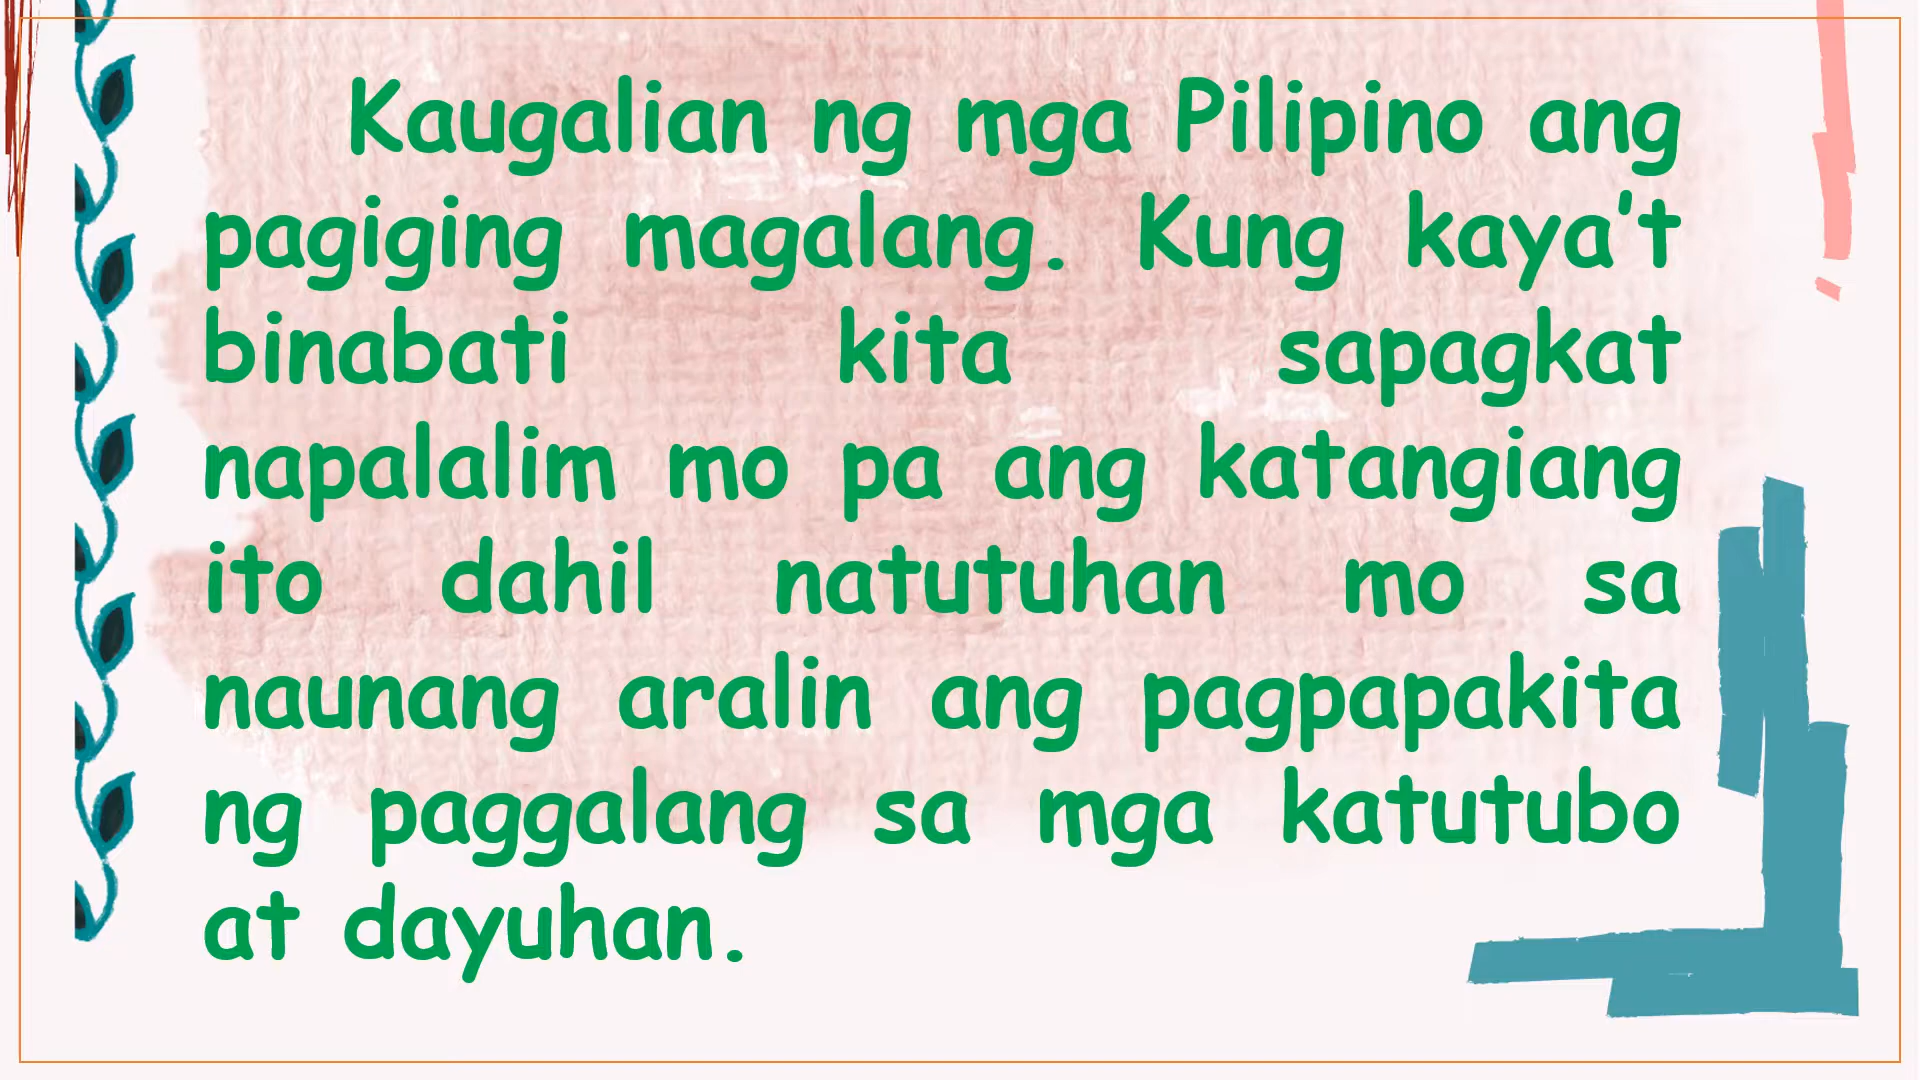 Kaugalian ng mga Pilipino ang
pagiging magalang. Kung kaya't
binabati kita sapagkat
napalalim mo pa ang katangiang
ito dahil natutuhan mo sa
naunang aralin ang pagpapakita
ng paggalang sa mga katutubo
at dayuhan.